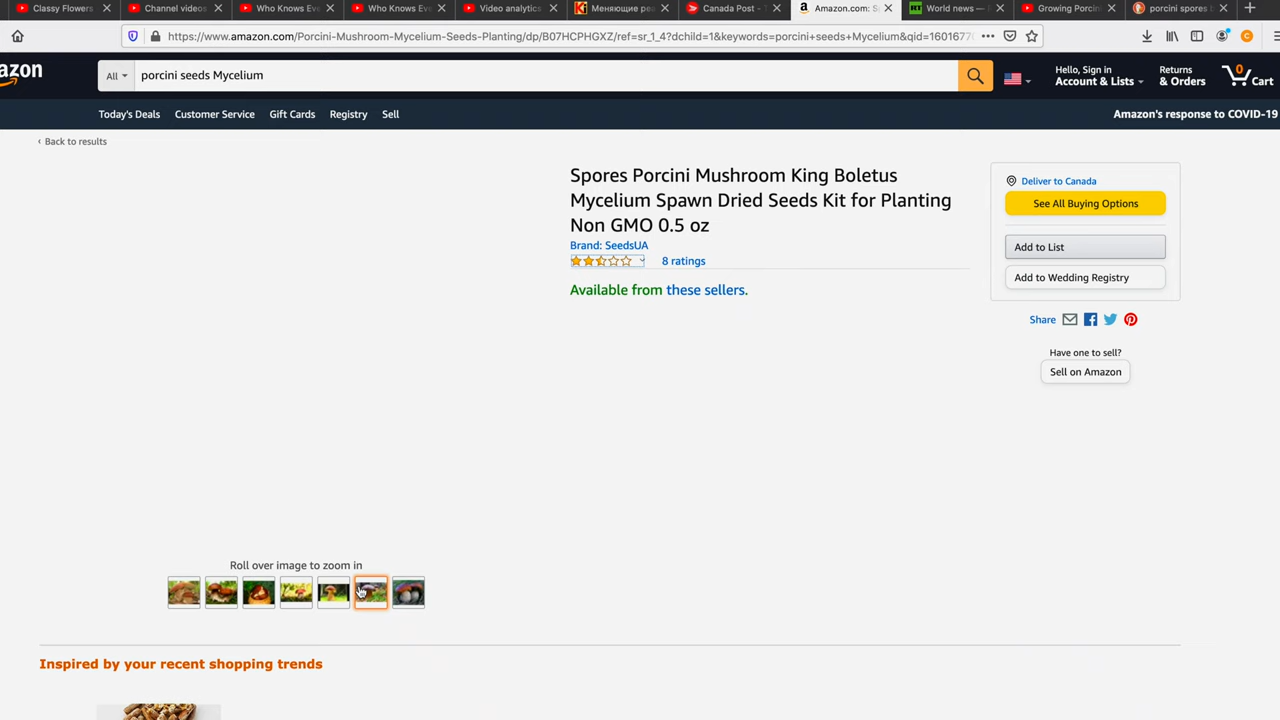 Classy Flowers
Channel videos
Who Knows Eve
Who Knows Eve
Video analytics
Меняющие ре
Canada Post -
Amazon.com: S
World news —
Growing Porcin
porcini spores b
https://www.amazon.com/Porcini-Mushroom-Mycelium-Seeds-Planting/dp/B07HCPHGXZ/ref=sr_1_4?dchild=1&keywords=porcini+seeds+Mycelium&qid=1601677
azon
All
porcini seeds Mycelium
Hello, Sign in
Account & Lists
Returns
& Orders
0
Cart
Today's Deals
Customer Service
Gift Cards
Registry
Sell
Amazon's response to COVID-19
‹ Back to results
Spores Porcini Mushroom King Boletus
Mycelium Spawn Dried Seeds Kit for Planting
Non GMO 0.5 oz
Brand: SeedsUA
8 ratings
Available from these sellers.
Deliver to Canada
See All Buying Options
Add to List
Add to Wedding Registry
Share
Have one to sell?
Sell on Amazon
Roll over image to zoom in
Inspired by your recent shopping trends